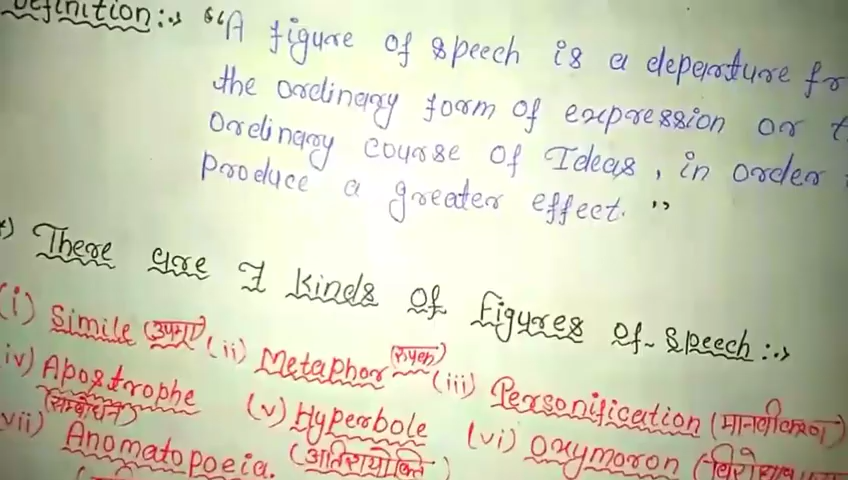 Definition:- "A figure of speech is a departure
the ordinary form of expression or
ordinary course of Ideas, in order
produce a greater effect."
There are 7 kinds of figures of speech:-
(i) Simile (उपमा) (ii) Metaphor (रूपक) (iii) Personification (मानवीकरण)
iv) Apostrophe (सम्बोधन) (v) Hyperbole (अतिशयोक्ति) (vi) Oxymoron
vii) Anomatopoeia.